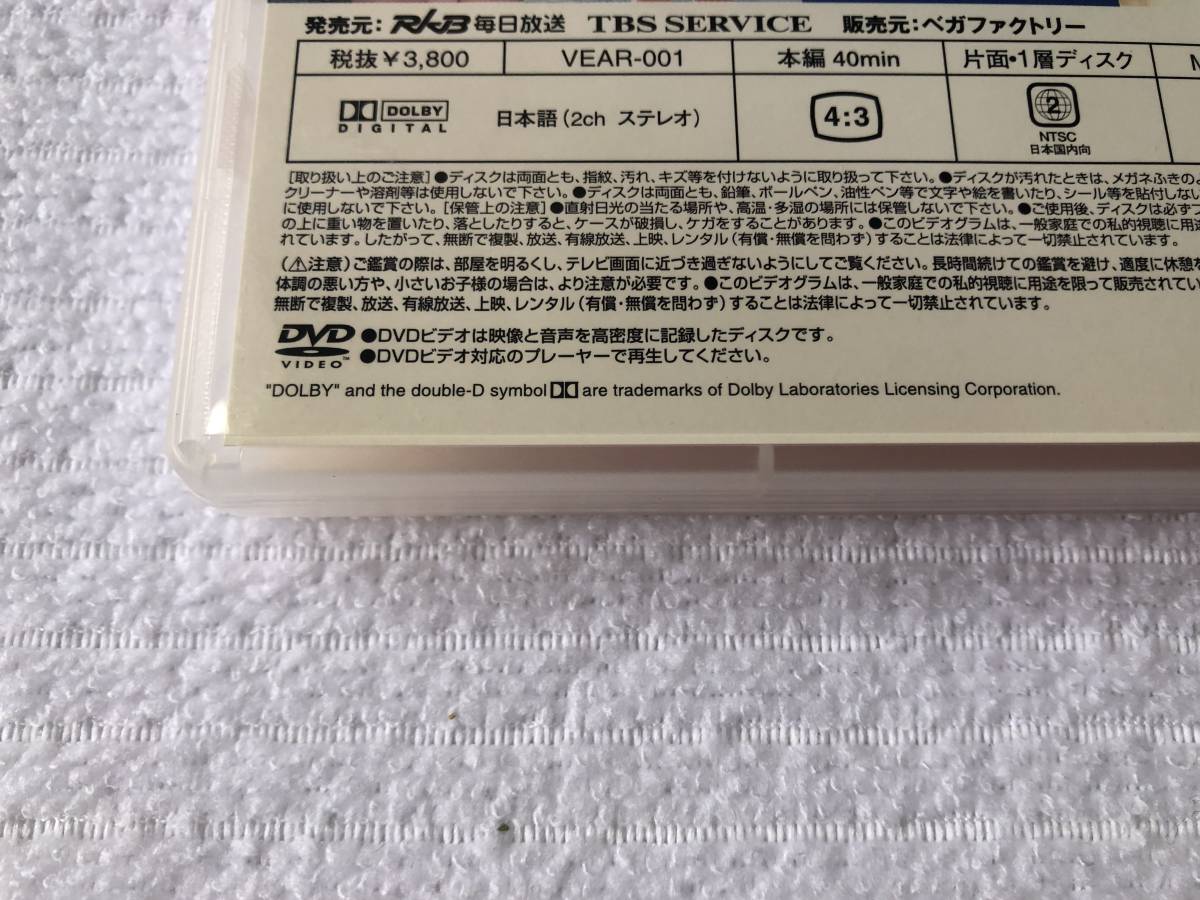 発売元：RKB毎日放送 TBS SERVICE 販売元：ベガファクトリー
税抜￥3,800 VEAR-001 本編 40min 片面・1層ディスク
DOLBY DIGITAL 日本語（2ch ステレオ） 4:3 2 NTSC 日本国内向
［取り扱い上のご注意］●ディスクは両面とも、指紋、汚れ、キズ等を付けないように取り扱って下さい。●ディスクが汚れたときは、メガネふきのよ
クリーナーや溶剤等は使用しないで下さい。●ディスクは両面とも、鉛筆、ボールペン、油性ペン等で文字や絵を書いたり、シール等を貼付しない
に使用しないで下さい。［保管上の注意］●直射日光の当たる場所や、高温・多湿の場所には保管しないで下さい。●ご使用後、ディスクは必ず
の上に重い物を置いたり、落としたりすると、ケースが破損し、ケガをすることがあります。●このビデオグラムは、一般家庭での私的視聴に用途
れています。したがって、無断で複製、放送、有線放送、上映、レンタル（有償・無償を問わず）することは法律によって一切禁止されています。
（⚠注意）ご鑑賞の際は、部屋を明るくし、テレビ画面に近づき過ぎないようにしてご覧ください。長時間続けての鑑賞を避け、適度に休憩を
体調の悪い方や、小さいお子様の場合は、より注意が必要です。●このビデオグラムは、一般家庭での私的視聴に用途を限って販売されてい
無断で複製、放送、有線放送、上映、レンタル（有償・無償を問わず）することは法律によって一切禁止されています。
DVD VIDEO™ ●DVDビデオは映像と音声を高密度に記録したディスクです。
●DVDビデオ対応のプレーヤーで再生してください。
"DOLBY" and the double-D symbol are trademarks of Dolby Laboratories Licensing Corporation.